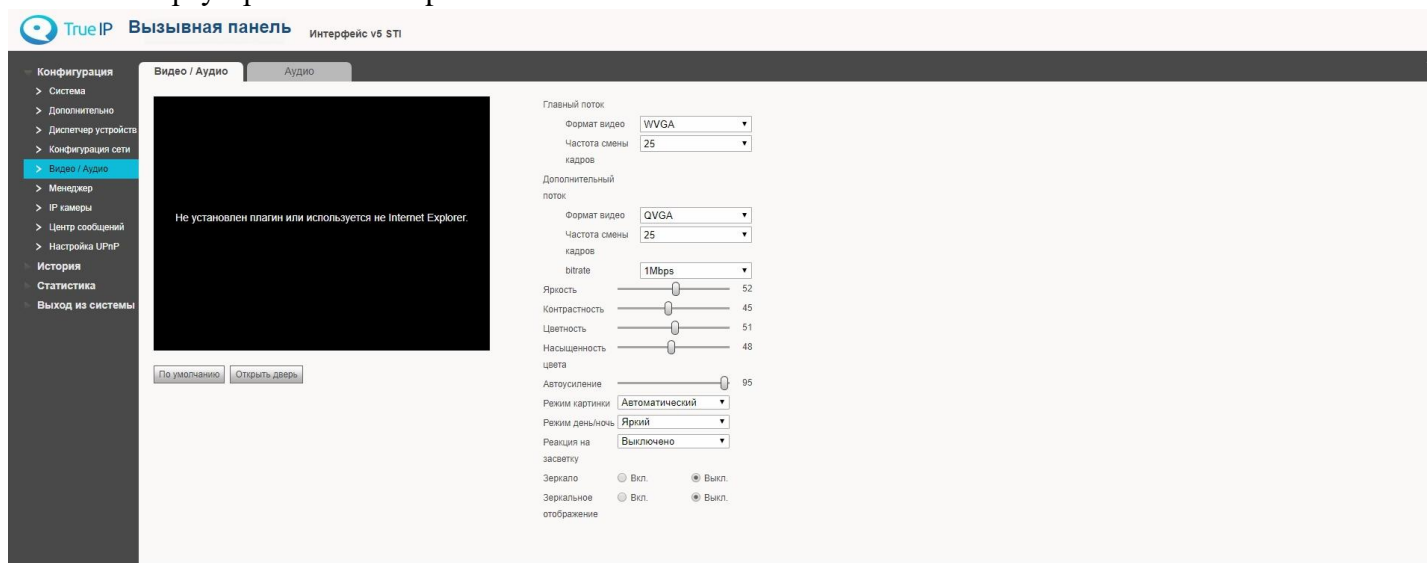 True IP Вызывная панель Интерфейс v5 STI
Конфигурация
Система
Дополнительно
Диспетчер устройств
Конфигурация сети
Видео / Аудио
Менеджер
IP камеры
Центр сообщений
Настройка UPnP
История
Статистика
Выход из системы
Видео / Аудио Аудио
Не установлен плагин или используется не Internet Explorer.
По умолчанию Открыть дверь
Главный поток
Формат видео WVGA
Частота смены 25
кадров
Дополнительный
поток
Формат видео QVGA
Частота смены 25
кадров
bitrate 1Mbps
Яркость 52
Контрастность 45
Цветность 51
Насыщенность 48
цвета
Автоусиление 95
Режим картинки Автоматический
Режим день/ночь Яркий
Реакция на Выключено
засветку
Зеркало Вкл. Выкл.
Зеркальное Вкл. Выкл.
отображение